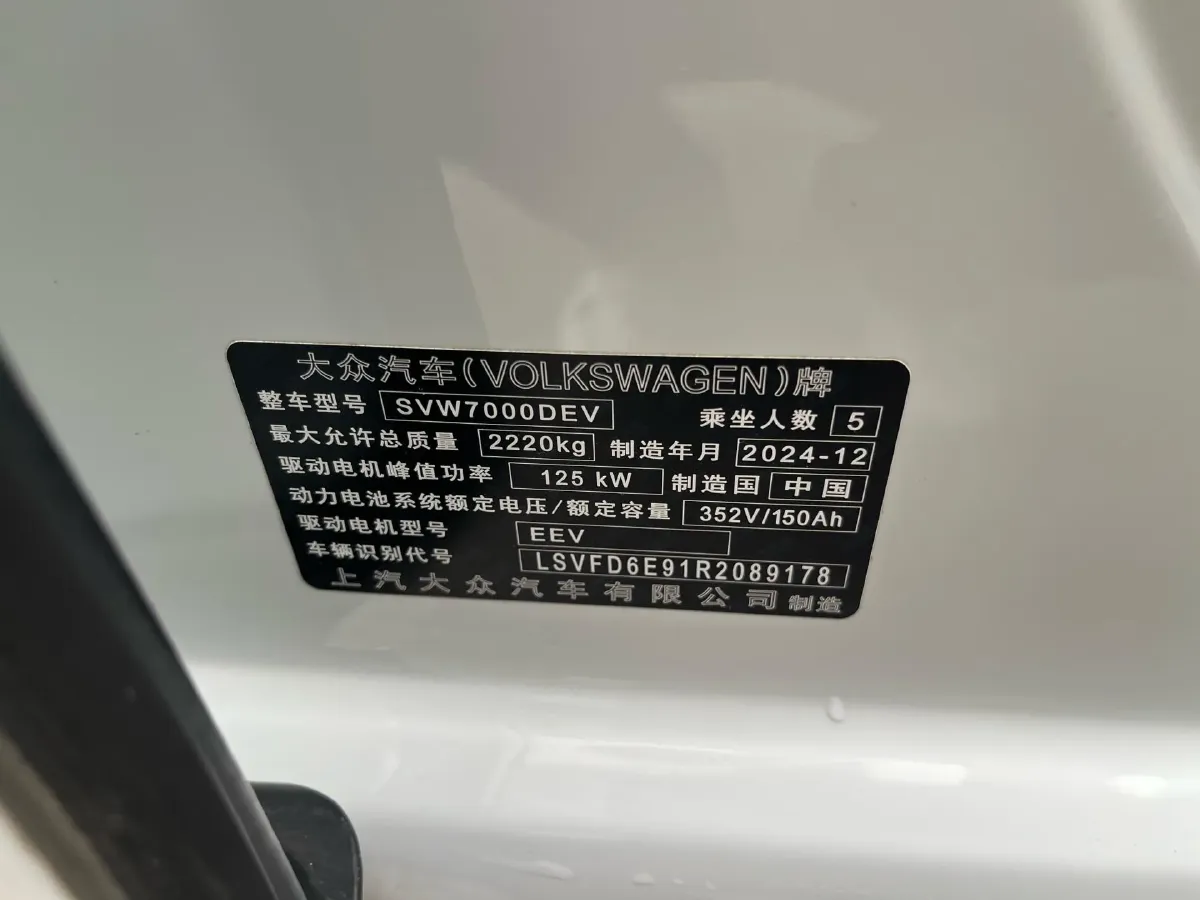 大众汽车(VOLKSWAGEN)牌
整车型号 SVW7000DEV 乘坐人数 5
最大允许总质量 2220kg 制造年月 2024-12
驱动电机峰值功率 125 kW 制造国 中国
动力电池系统额定电压/额定容量 352V/150Ah
驱动电机型号 EEV
车辆识别代号 LSVFD6E91R2089178
上汽大众汽车有限公司 制造